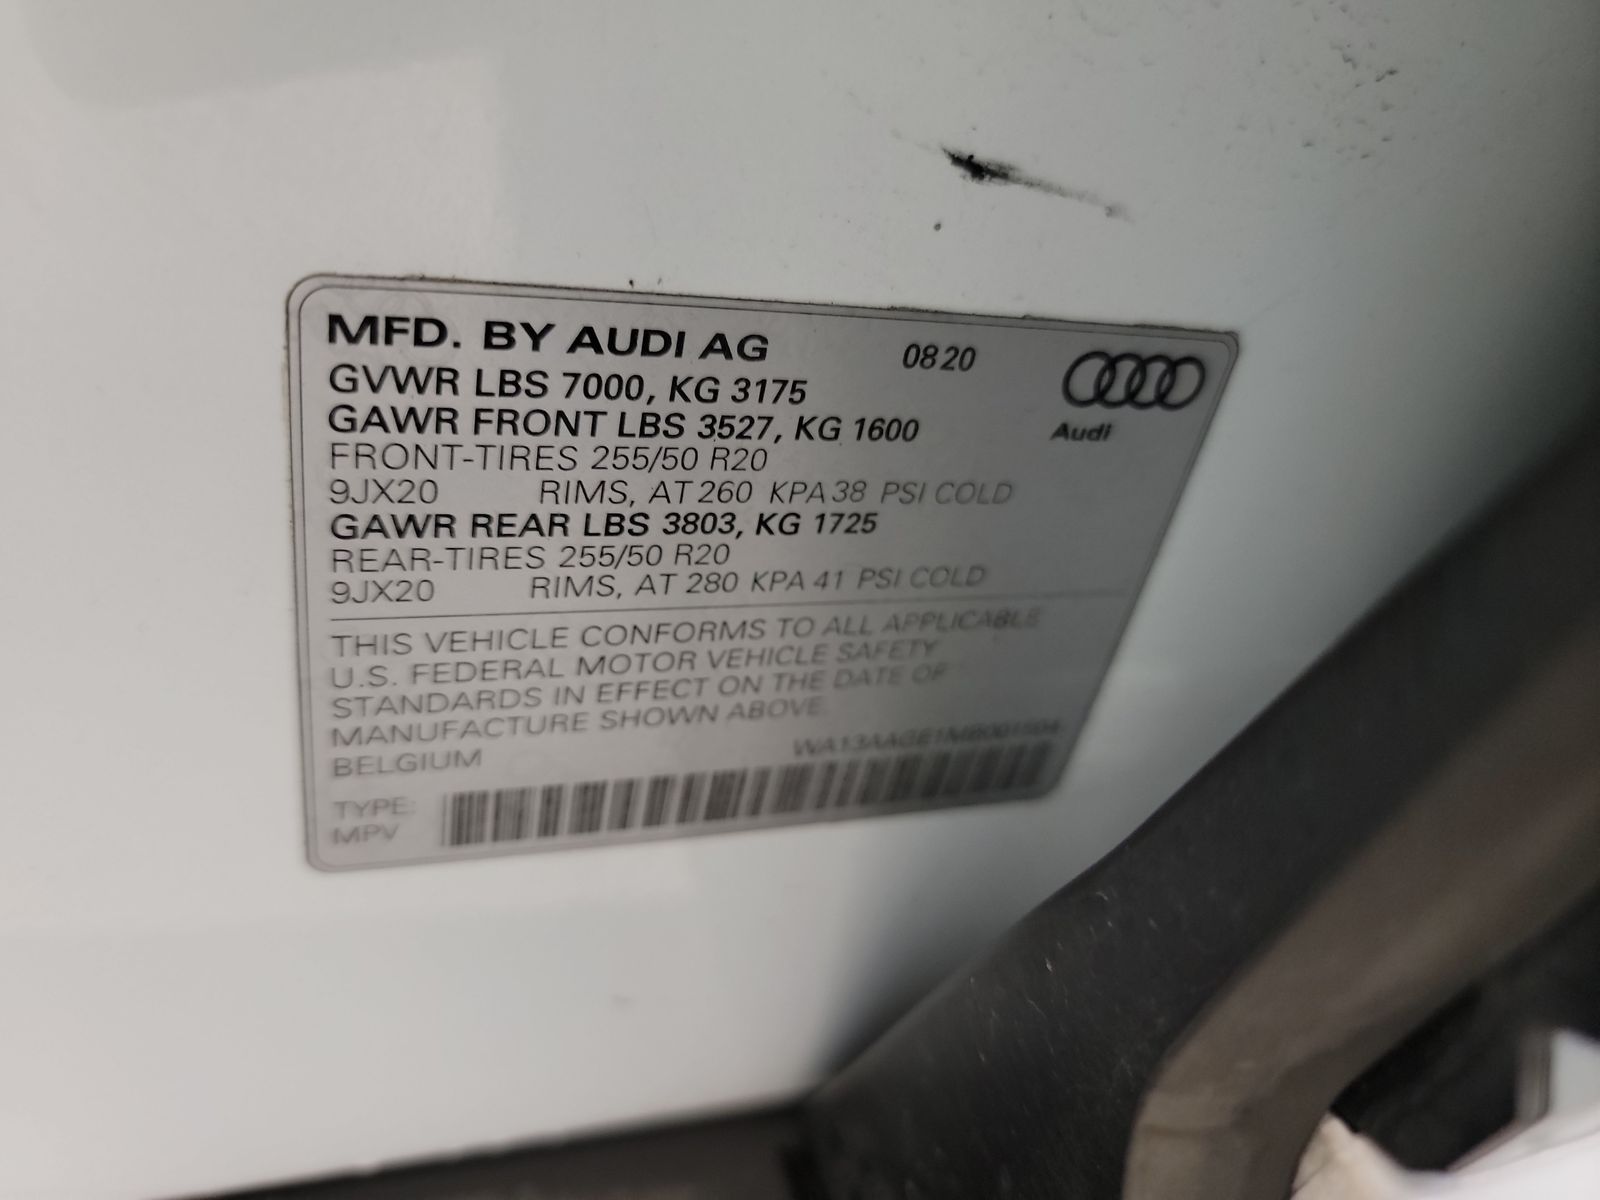 MFD. BY AUDI AG 0820
GVWR LBS 7000, KG 3175
GAWR FRONT LBS 3527, KG 1600
Audi
FRONT-TIRES 255/50 R20
9JX20 RIMS, AT 260 KPA 38 PSI COLD
GAWR REAR LBS 3803, KG 1725
REAR-TIRES 255/50 R20
9JX20 RIMS, AT 280 KPA 41 PSI COLD
THIS VEHICLE CONFORMS TO ALL APPLICABLE
U.S. FEDERAL MOTOR VEHICLE SAFETY
STANDARDS IN EFFECT ON THE DATE OF
MANUFACTURE SHOWN ABOVE.
BELGIUM
TYPE:
MPV